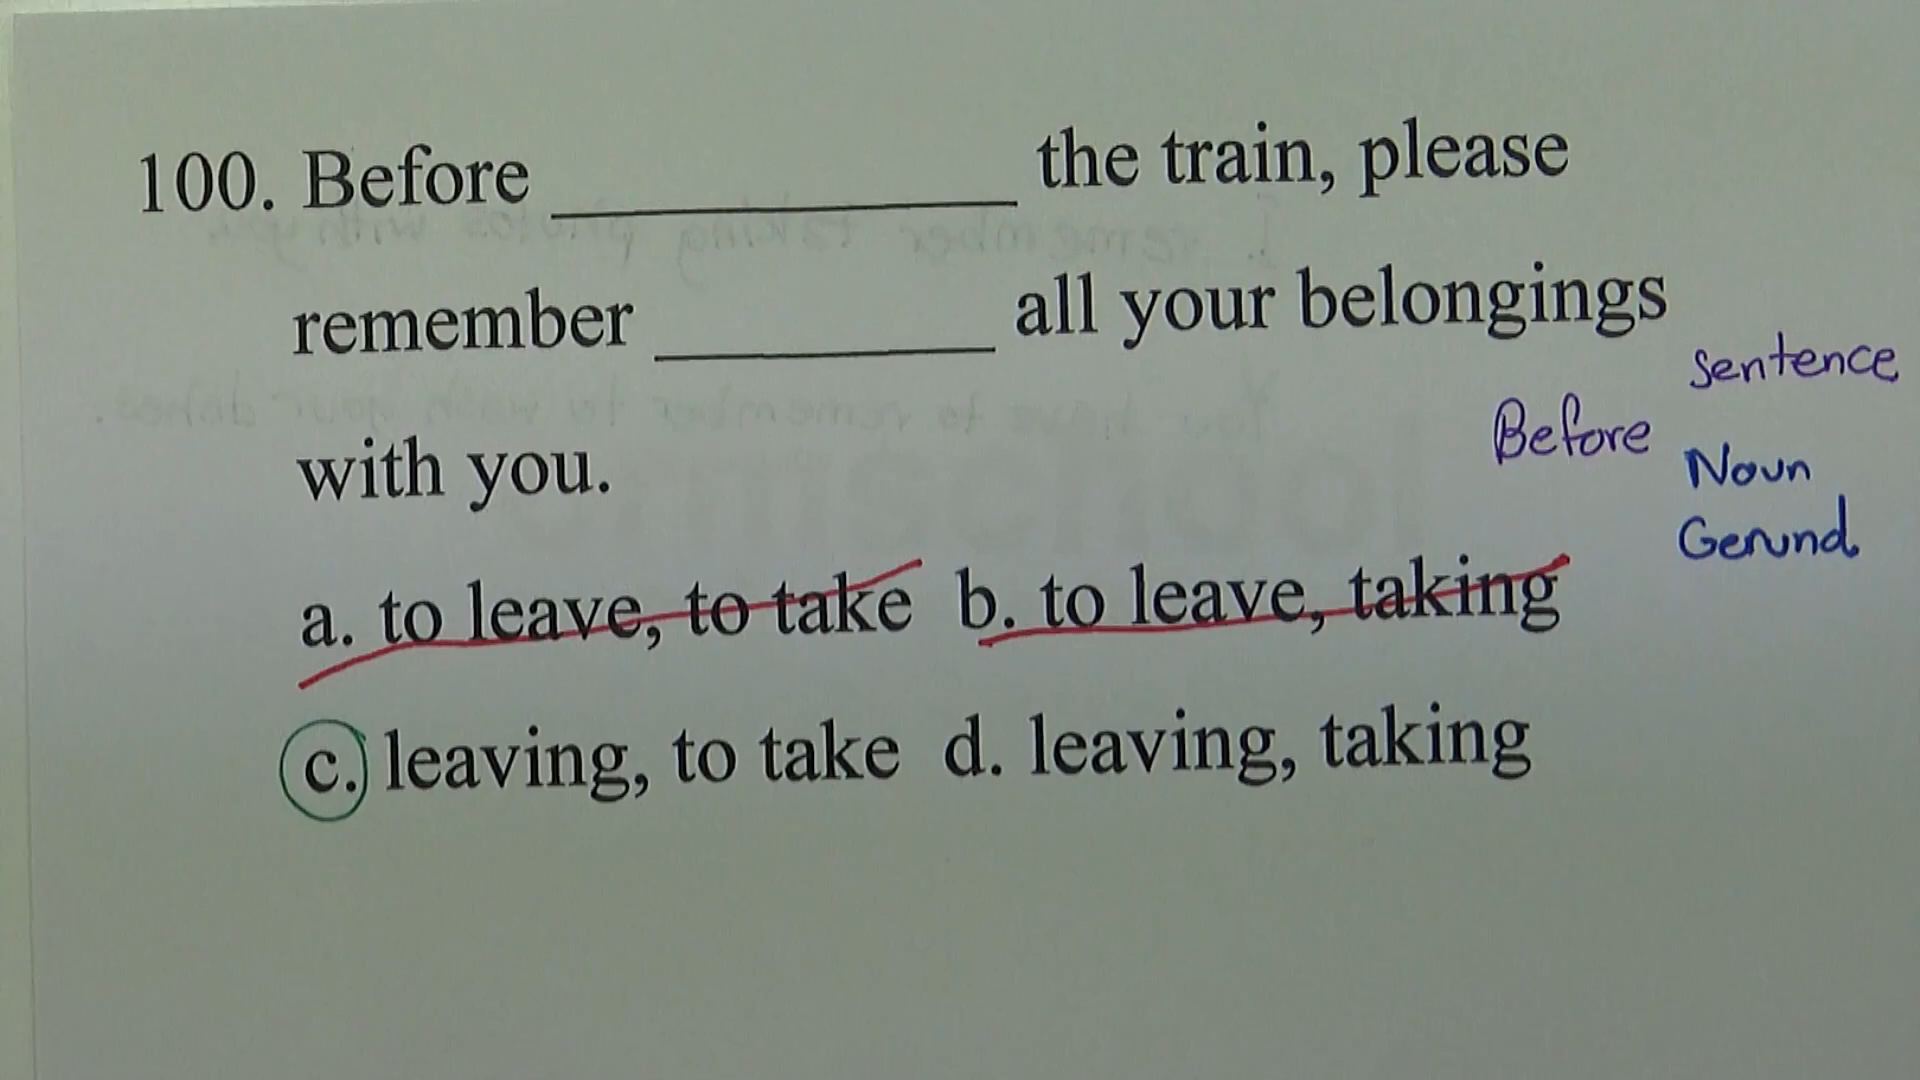 100. Before __________ the train, please
remember __________ all your belongings
with you.
Sentence
Before
Noun
Gerund
a. to leave, to take b. to leave, taking
c. leaving, to take d. leaving, taking